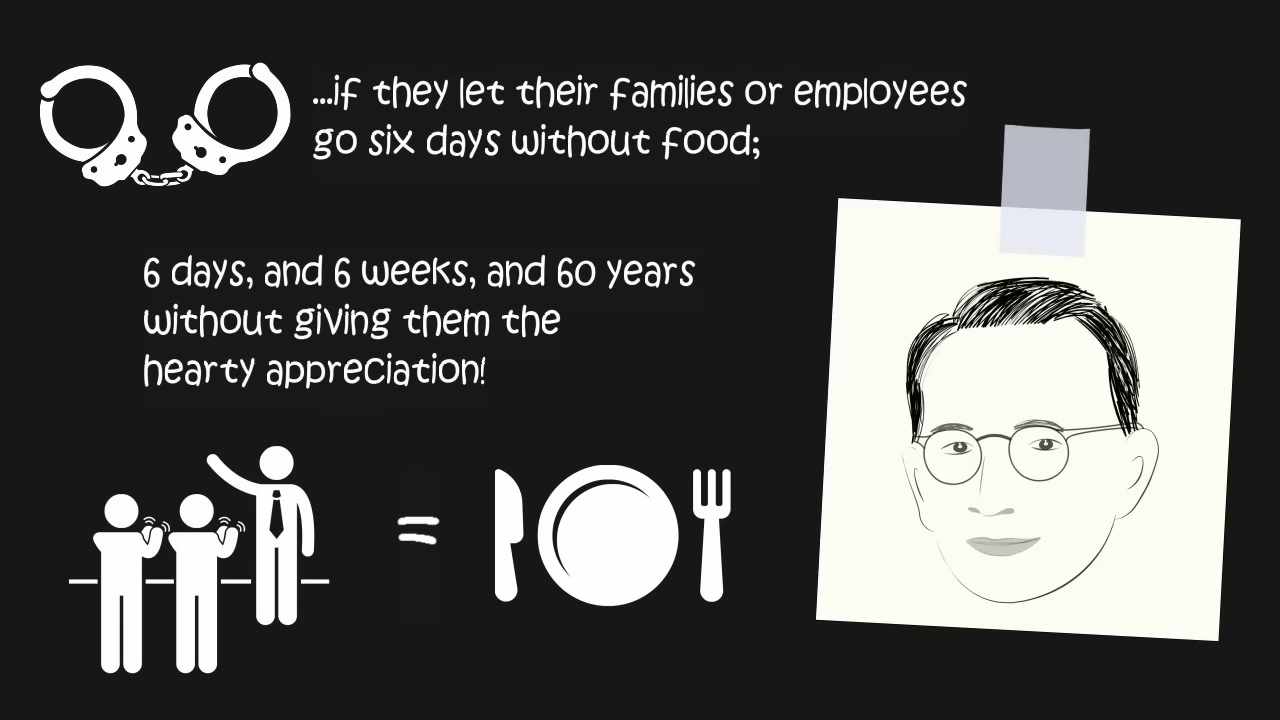 ...if they let their families or employees
go six days without food;
6 days, and 6 weeks, and 60 years
without giving them the
hearty appreciation!
=